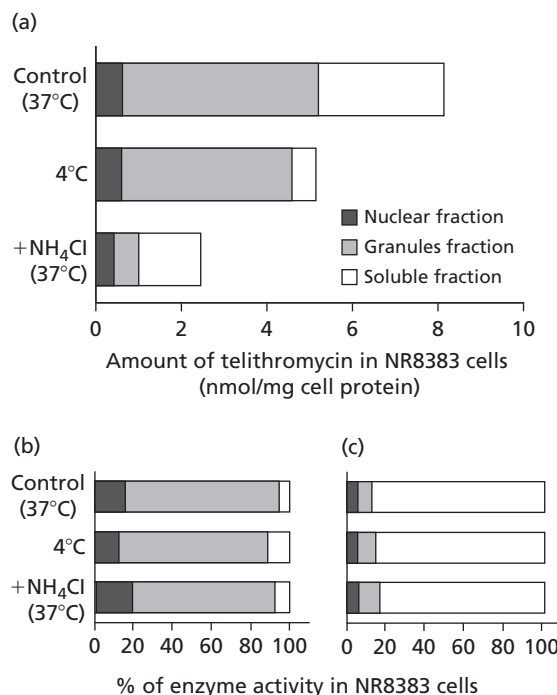 (a)
Control
(37°C)
4°C
+NH₄Cl
(37°C)
Nuclear fraction
Granules fraction
Soluble fraction
0 2 4 6 8 10
Amount of telithromycin in NR8383 cells
(nmol/mg cell protein)
(b) (c)
Control
(37°C)
4°C
+NH₄Cl
(37°C)
0 20 40 60 80 100 0 20 40 60 80 100
% of enzyme activity in NR8383 cells